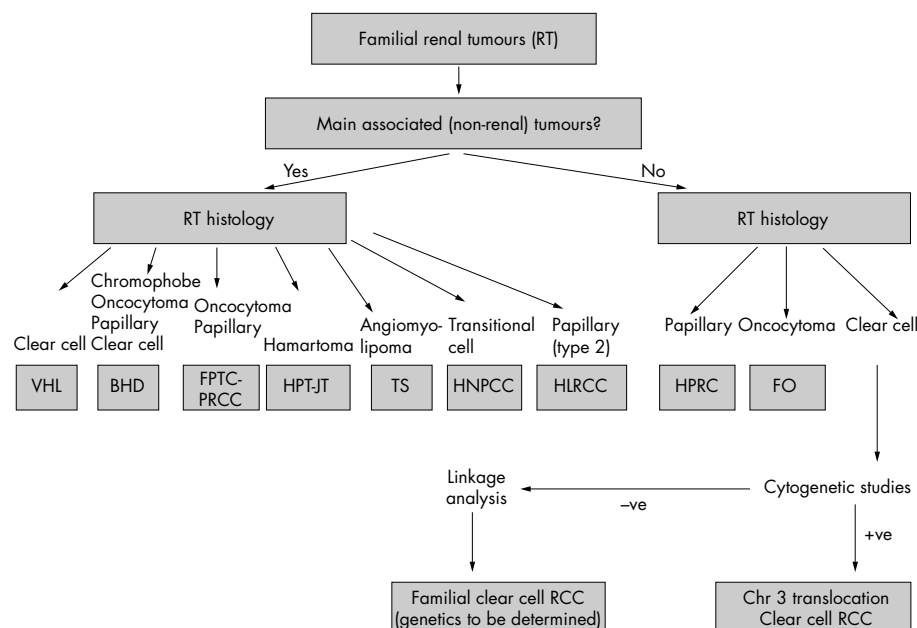 Familial renal tumours (RT)
Main associated (non-renal) tumours?
Yes
No
RT histology
RT histology
Clear cell
Chromophobe
Oncocytoma
Papillary
Clear cell
Oncocytoma
Papillary
Hamartoma
Angiomyo-
lipoma
Transitional
cell
Papillary
(type 2)
Papillary
Oncocytoma
Clear cell
VHL
BHD
FPTC-
PRCC
HPT-JT
TS
HNPCC
HLRCC
HPRC
FO
Linkage
analysis
–ve
Cytogenetic studies
+ve
Familial clear cell RCC
(genetics to be determined)
Chr 3 translocation
Clear cell RCC